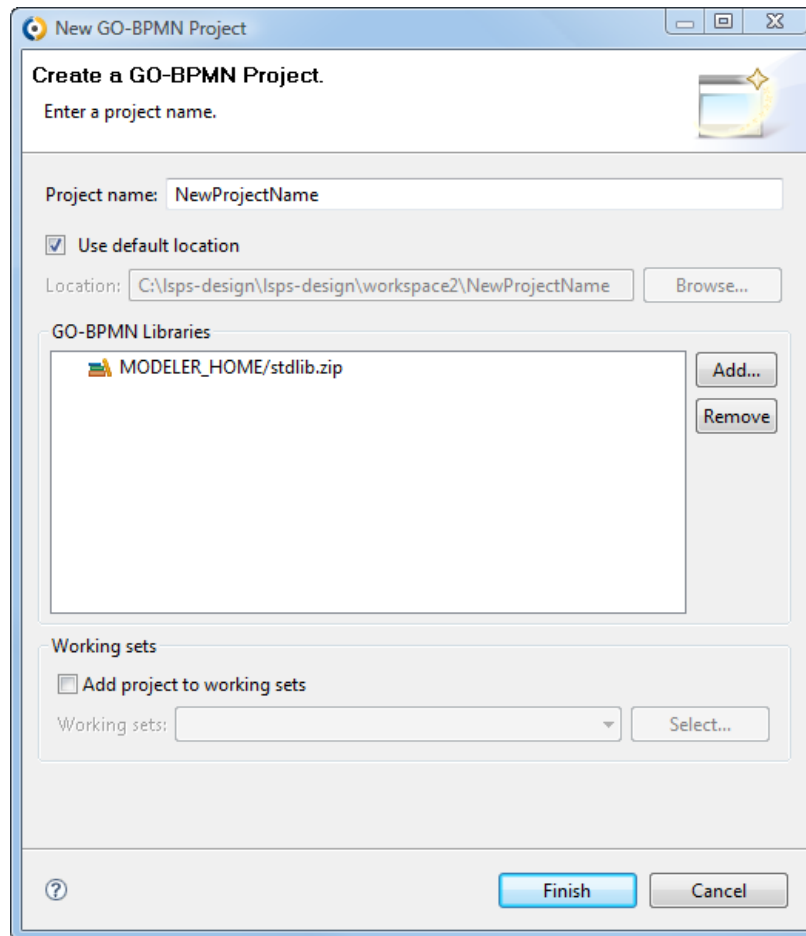 New GO-BPMN Project
Create a GO-BPMN Project.
Enter a project name.
Project name: NewProjectName
Use default location
Location: C:\lsps-design\lsps-design\workspace2\NewProjectName Browse...
GO-BPMN Libraries
MODELER_HOME/stdlib.zip Add...
Remove
Working sets
Add project to working sets
Working sets: Select...
? Finish Cancel